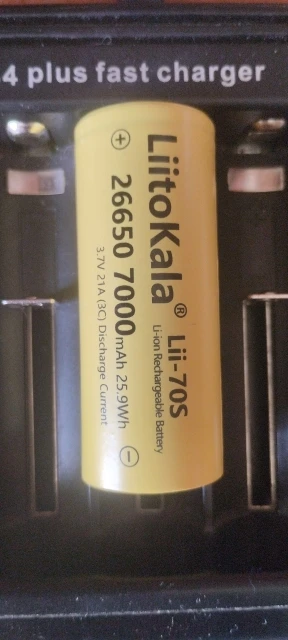 4 plus fast charger
LiitoKala® Lii-70S
Li-ion Rechargeable Battery
+ 26650 7000mAh 25.9Wh −
3.7V 21A (3C) Discharge Current